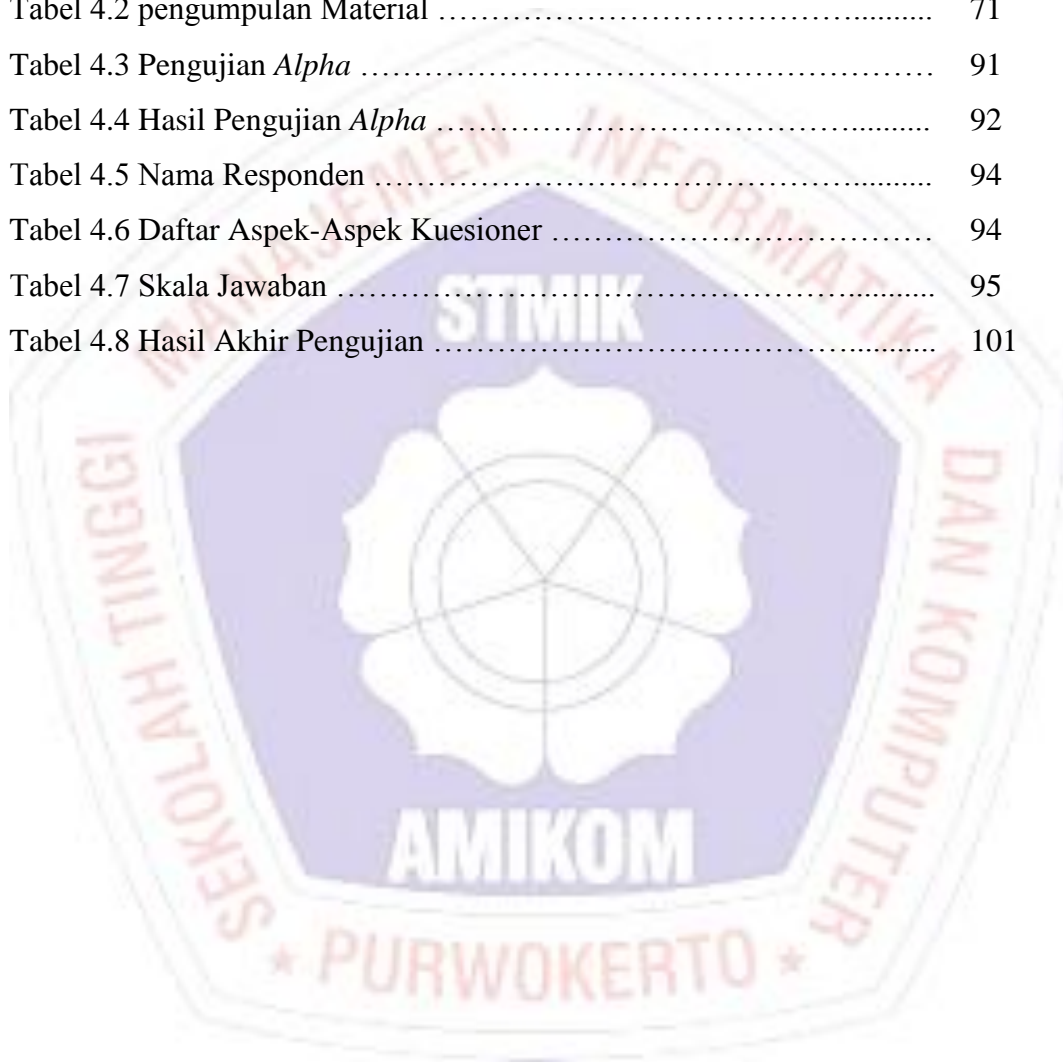 Tabel 4.2 pengumpulan Material ……………………………………….......... 71
Tabel 4.3 Pengujian Alpha ………………………………………………… 91
Tabel 4.4 Hasil Pengujian Alpha …………………………………….......... 92
Tabel 4.5 Nama Responden ………………………………………….......... 94
Tabel 4.6 Daftar Aspek-Aspek Kuesioner ………………………………… 94
Tabel 4.7 Skala Jawaban …………………………………………….......... 95
Tabel 4.8 Hasil Akhir Pengujian …………………………………….......... 101
SEKOLAH TINGGI MANAJEMEN INFORMATIKA DAN KOMPUTER
STMIK
AMIKOM
* PURWOKERTO *